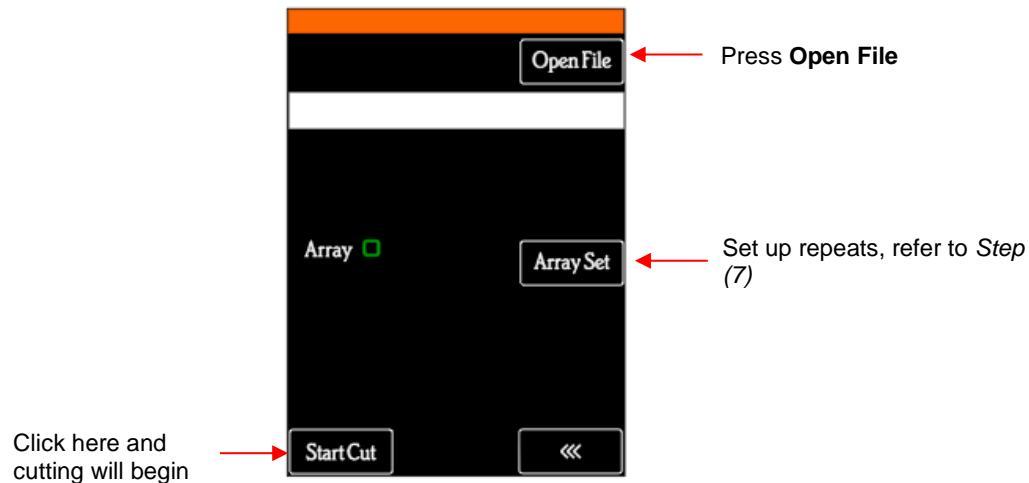 Open File
Press Open File
Array
Array Set
Set up repeats, refer to Step
(7)
Click here and
cutting will begin
Start Cut
<<<